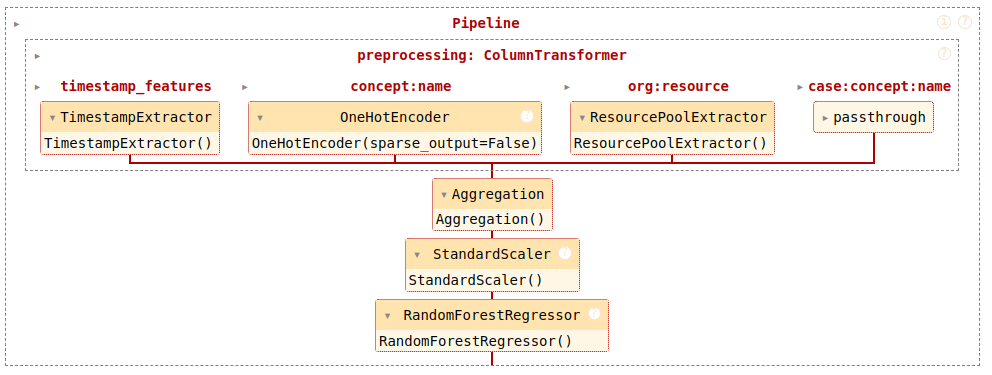 Pipeline i ?
preprocessing: ColumnTransformer ?
timestamp_features concept:name org:resource case:concept:name
TimestampExtractor OneHotEncoder ? ResourcePoolExtractor passthrough
TimestampExtractor() OneHotEncoder(sparse_output=False) ResourcePoolExtractor()
Aggregation
Aggregation()
StandardScaler ?
StandardScaler()
RandomForestRegressor ?
RandomForestRegressor()